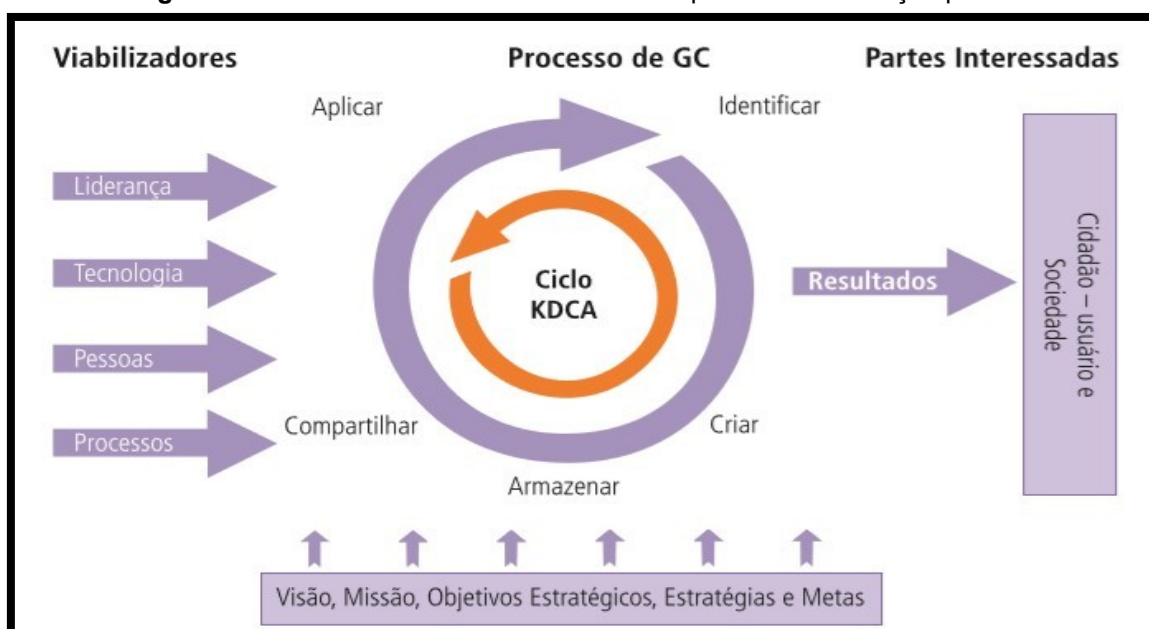 Viabilizadores
Processo de GC
Partes Interessadas
Aplicar
Identificar
Liderança
Tecnologia
Pessoas
Processos
Ciclo
KDCA
Compartilhar
Criar
Armazenar
Resultados
Cidadão – usuário e
Sociedade
Visão, Missão, Objetivos Estratégicos, Estratégias e Metas